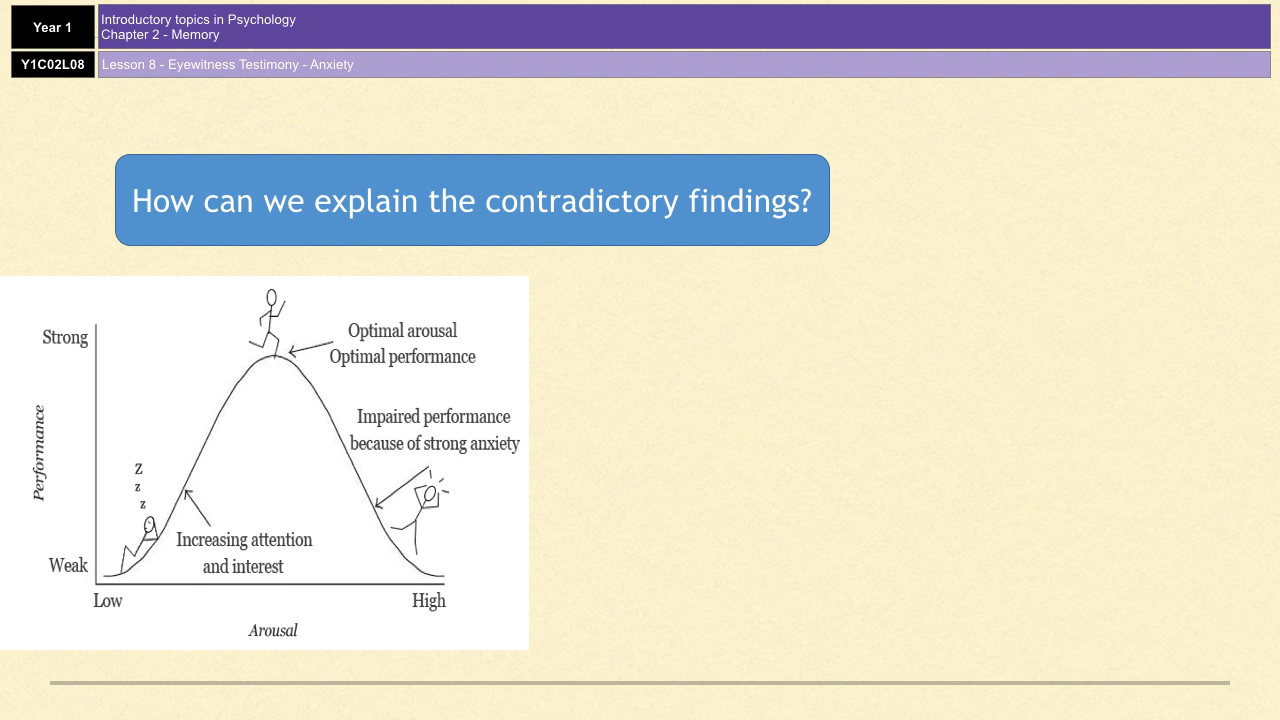 Year 1
Introductory topics in Psychology
Chapter 2 - Memory
Y1C02L08
Lesson 8 - Eyewitness Testimony - Anxiety
How can we explain the contradictory findings?
Strong
Optimal arousal
Optimal performance
Impaired performance
because of strong anxiety
Performance
Z
z
z
Increasing attention
and interest
Weak
Low
High
Arousal